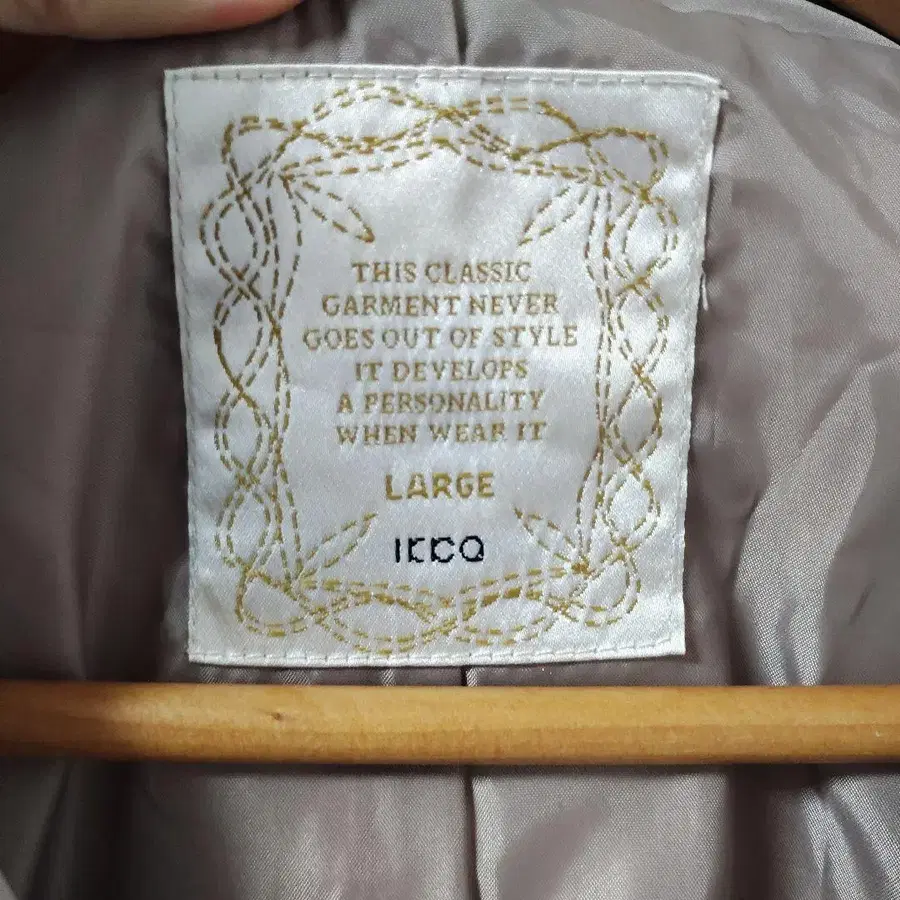 THIS CLASSIC
GARMENT NEVER
GOES OUT OF STYLE
IT DEVELOPS
A PERSONALITY
WHEN WEAR IT
LARGE
IKKO